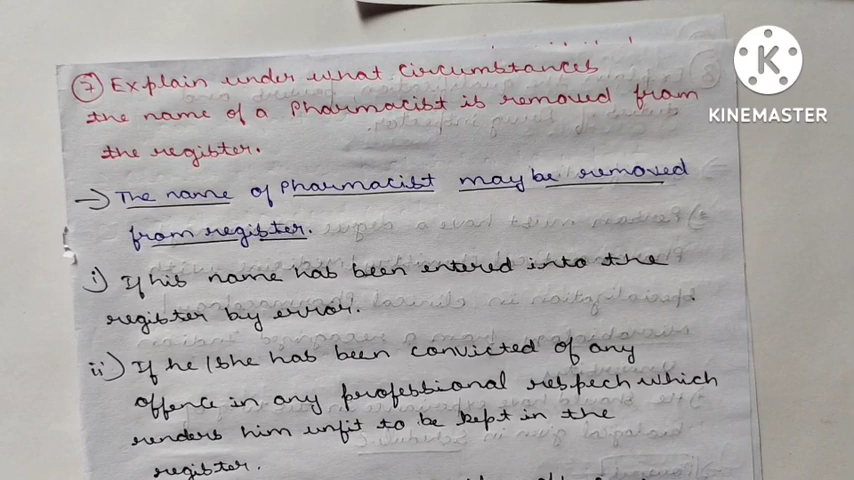 ⑦ Explain under what circumstances
the name of a Pharmacist is removed from
the register.
→ The name of Pharmacist may be removed
from register.
i) If his name has been entered into the
register by error.
ii) If he/she has been convicted of any
offence in any professional respech which
renders him unfit to be kept in the
register.
K
KINEMASTER